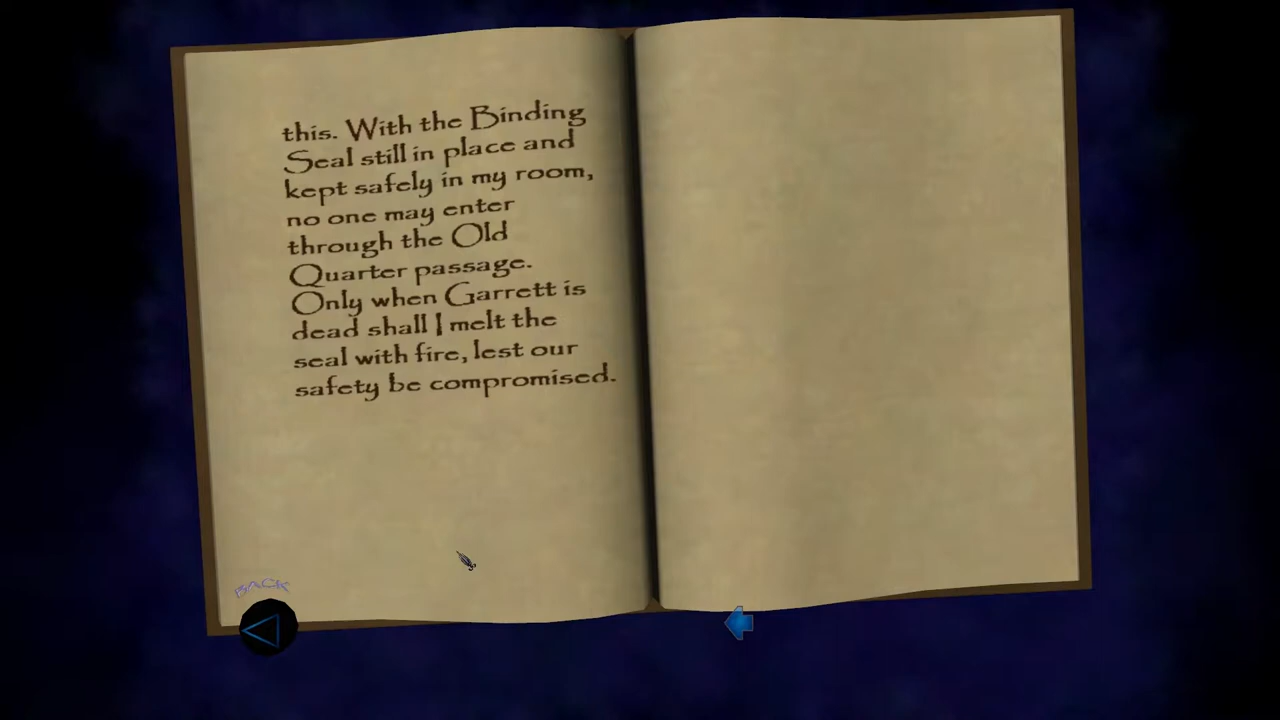 this. With the Binding
Seal still in place and
kept safely in my room,
no one may enter
through the Old
Quarter passage.
Only when Garrett is
dead shall I melt the
seal with fire, lest our
safety be compromised.
BACK